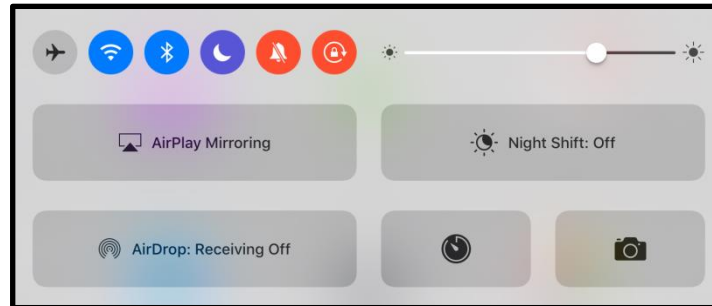 AirPlay Mirroring
Night Shift: Off
AirDrop: Receiving Off